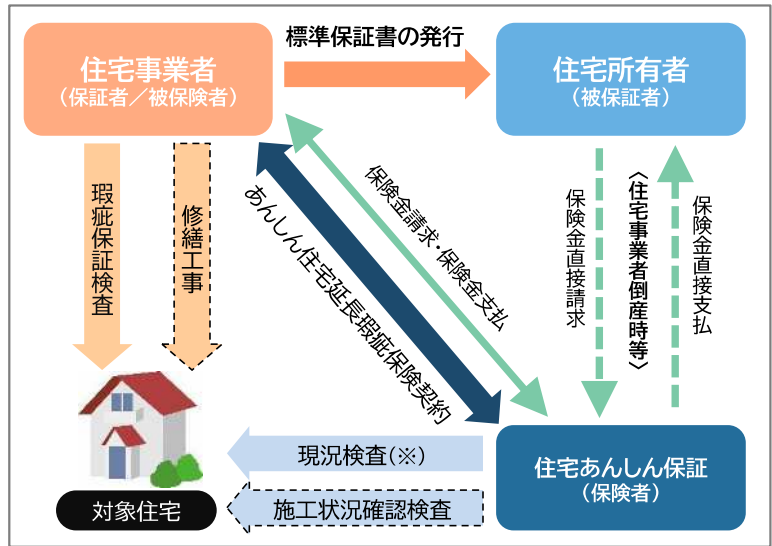 標準保証書の発行
住宅事業者
（保証者／被保険者）
住宅所有者
（被保証者）
瑕疵保証検査
修繕工事
保険金請求・保険金支払
あんしん住宅延長瑕疵保険契約
保険金直接請求
〈住宅事業者倒産時等〉
保険金直接支払
現況検査(※)
施工状況確認検査
対象住宅
住宅あんしん保証
（保険者）